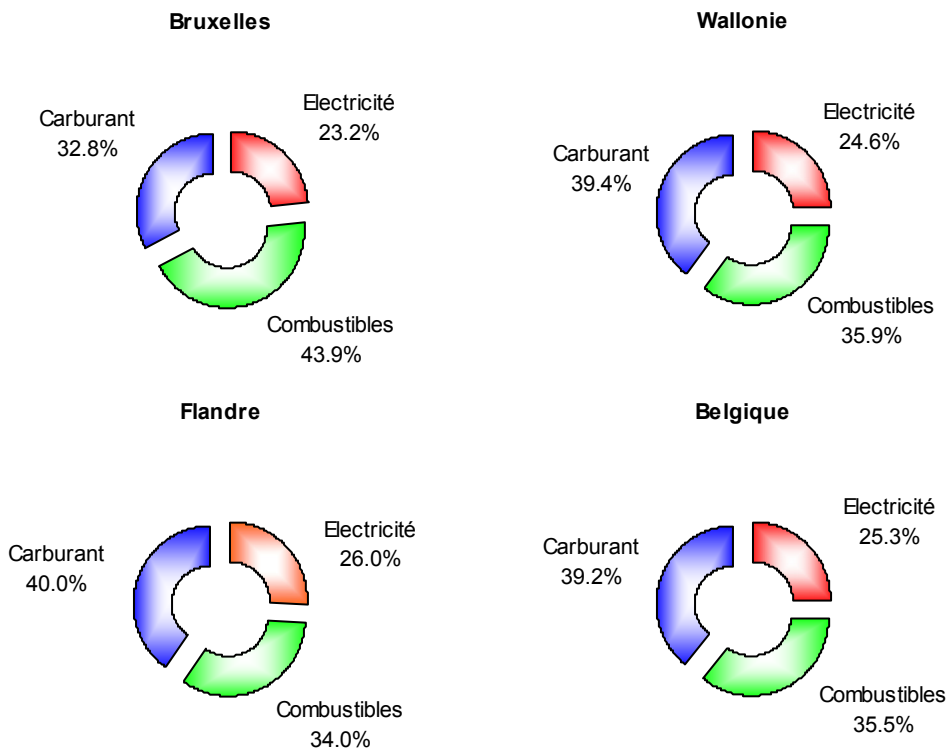 Bruxelles
Carburant
32.8%
Electricité
23.2%
Combustibles
43.9%
Wallonie
Carburant
39.4%
Electricité
24.6%
Combustibles
35.9%
Flandre
Carburant
40.0%
Electricité
26.0%
Combustibles
34.0%
Belgique
Carburant
39.2%
Electricité
25.3%
Combustibles
35.5%